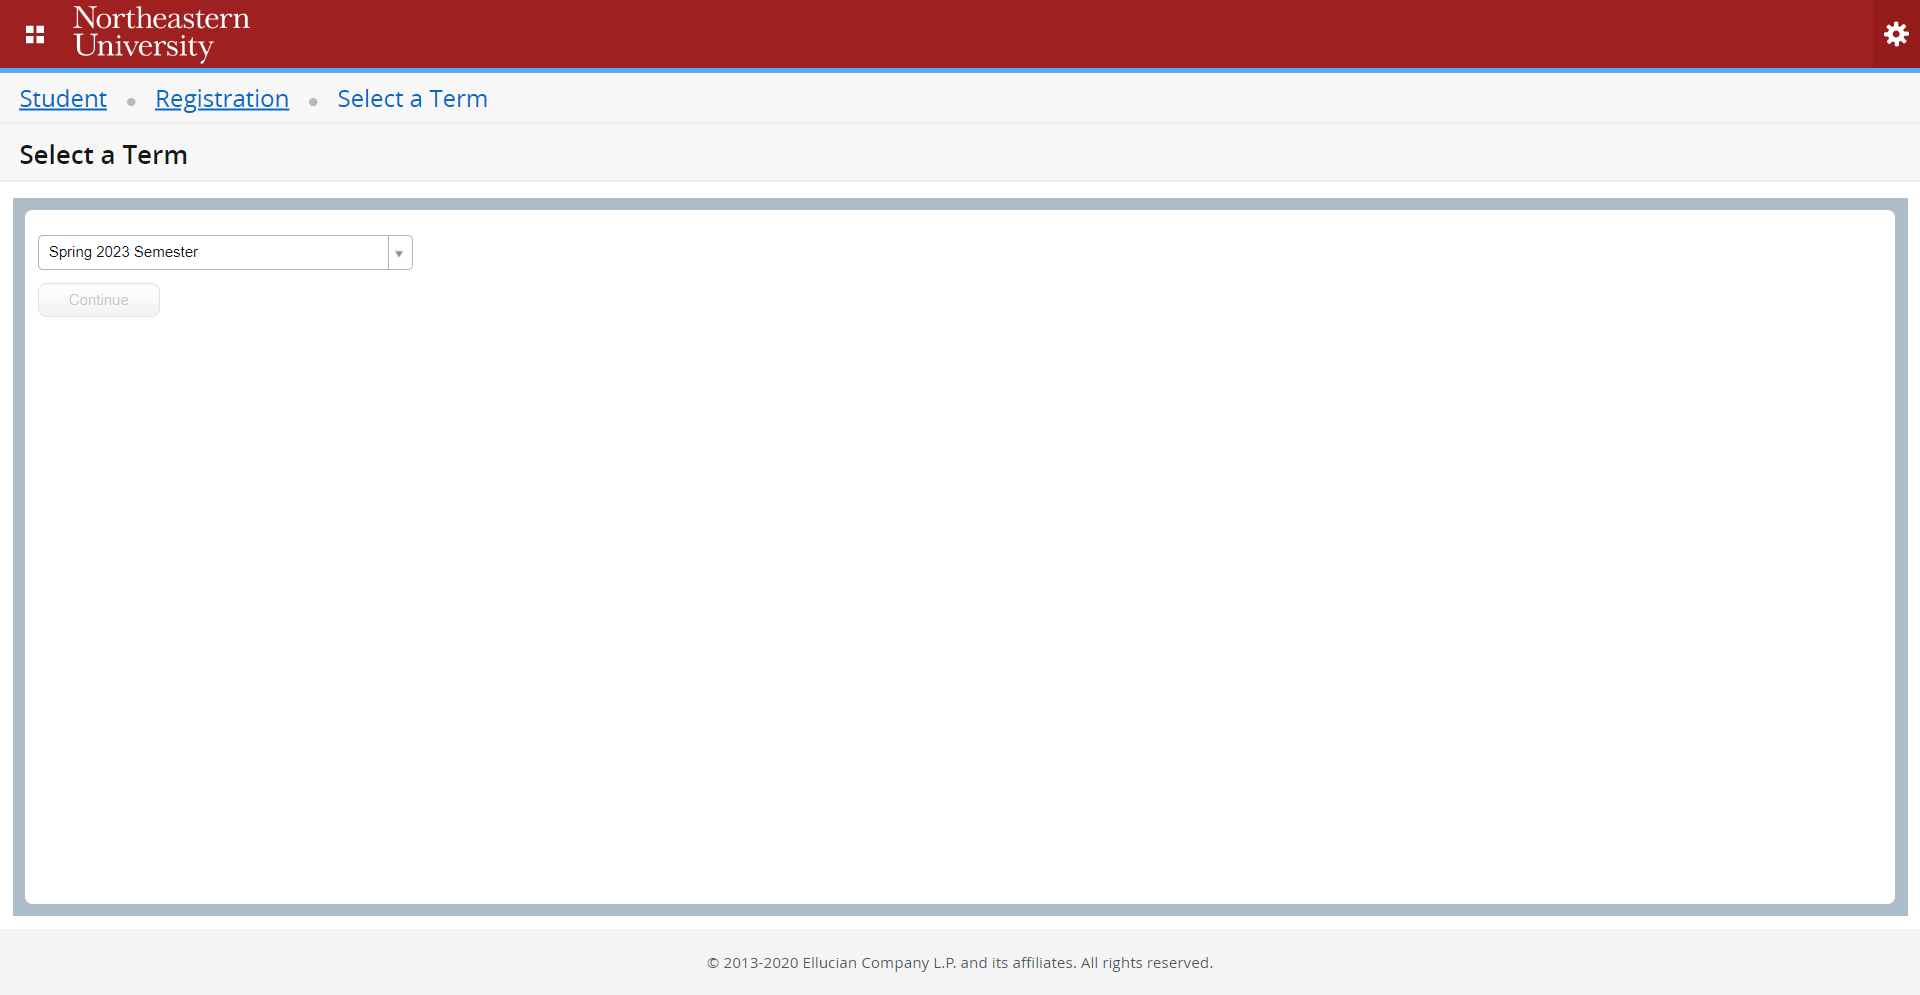 Northeastern
University
Student • Registration • Select a Term
Select a Term
Spring 2023 Semester
Continue
© 2013-2020 Ellucian Company L.P. and its affiliates. All rights reserved.